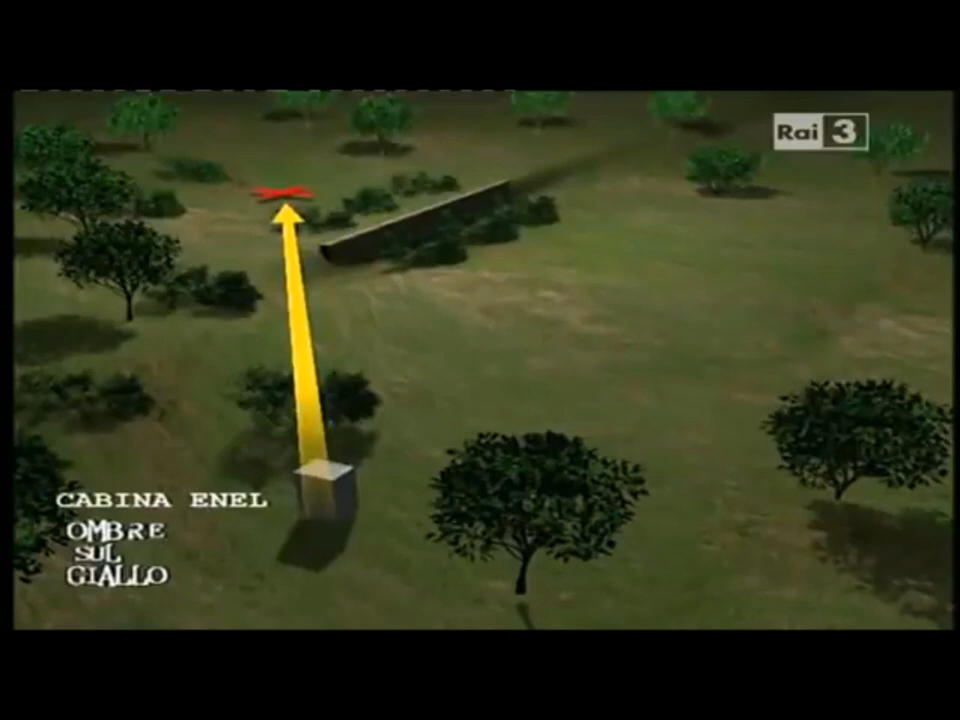 Rai 3
CABINA ENEL
OMBRE
SUL
GIALLO